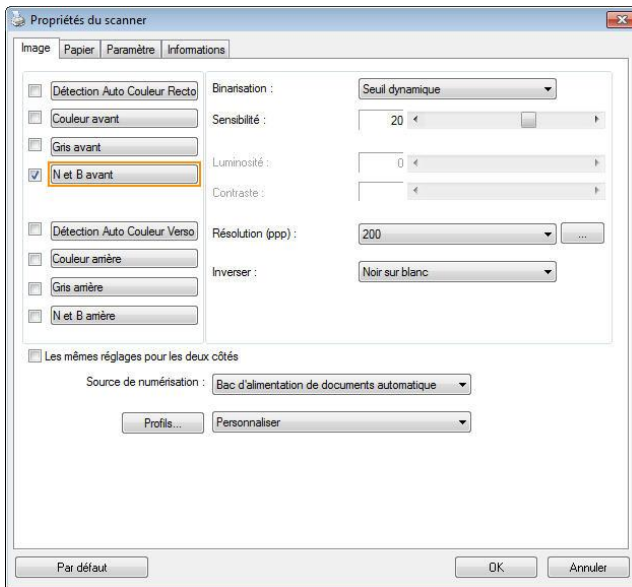 Propriétés du scanner
Image Papier Paramètre Informations
Détection Auto Couleur Recto Binarisation : Seuil dynamique
Couleur avant Sensibilité : 20
Gris avant
N et B avant Luminosité : 0
Contraste :
Détection Auto Couleur Verso Résolution (ppp) : 200 ...
Couleur arrière
Inverser : Noir sur blanc
Gris arrière
N et B arrière
Les mêmes réglages pour les deux côtés
Source de numérisation : Bac d'alimentation de documents automatique
Profils... Personnaliser
Par défaut OK Annuler